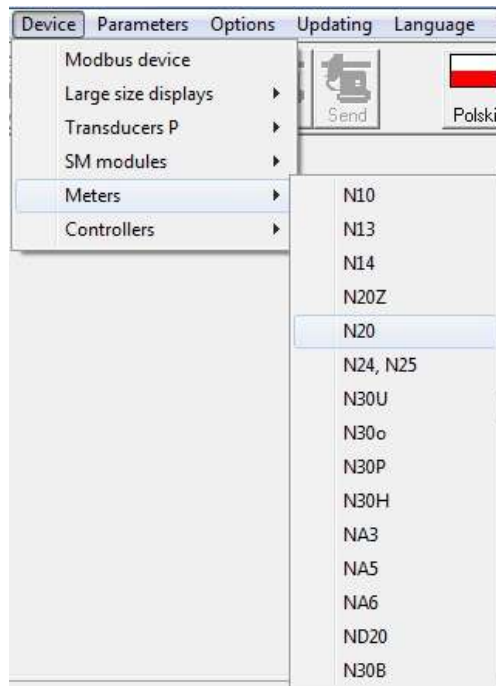 Device Parameters Options Updating Language
Modbus device
Large size displays
Transducers P
SM modules
Meters
Controllers
Send
Polski
N10
N13
N14
N20Z
N20
N24, N25
N30U
N30o
N30P
N30H
NA3
NA5
NA6
ND20
N30B